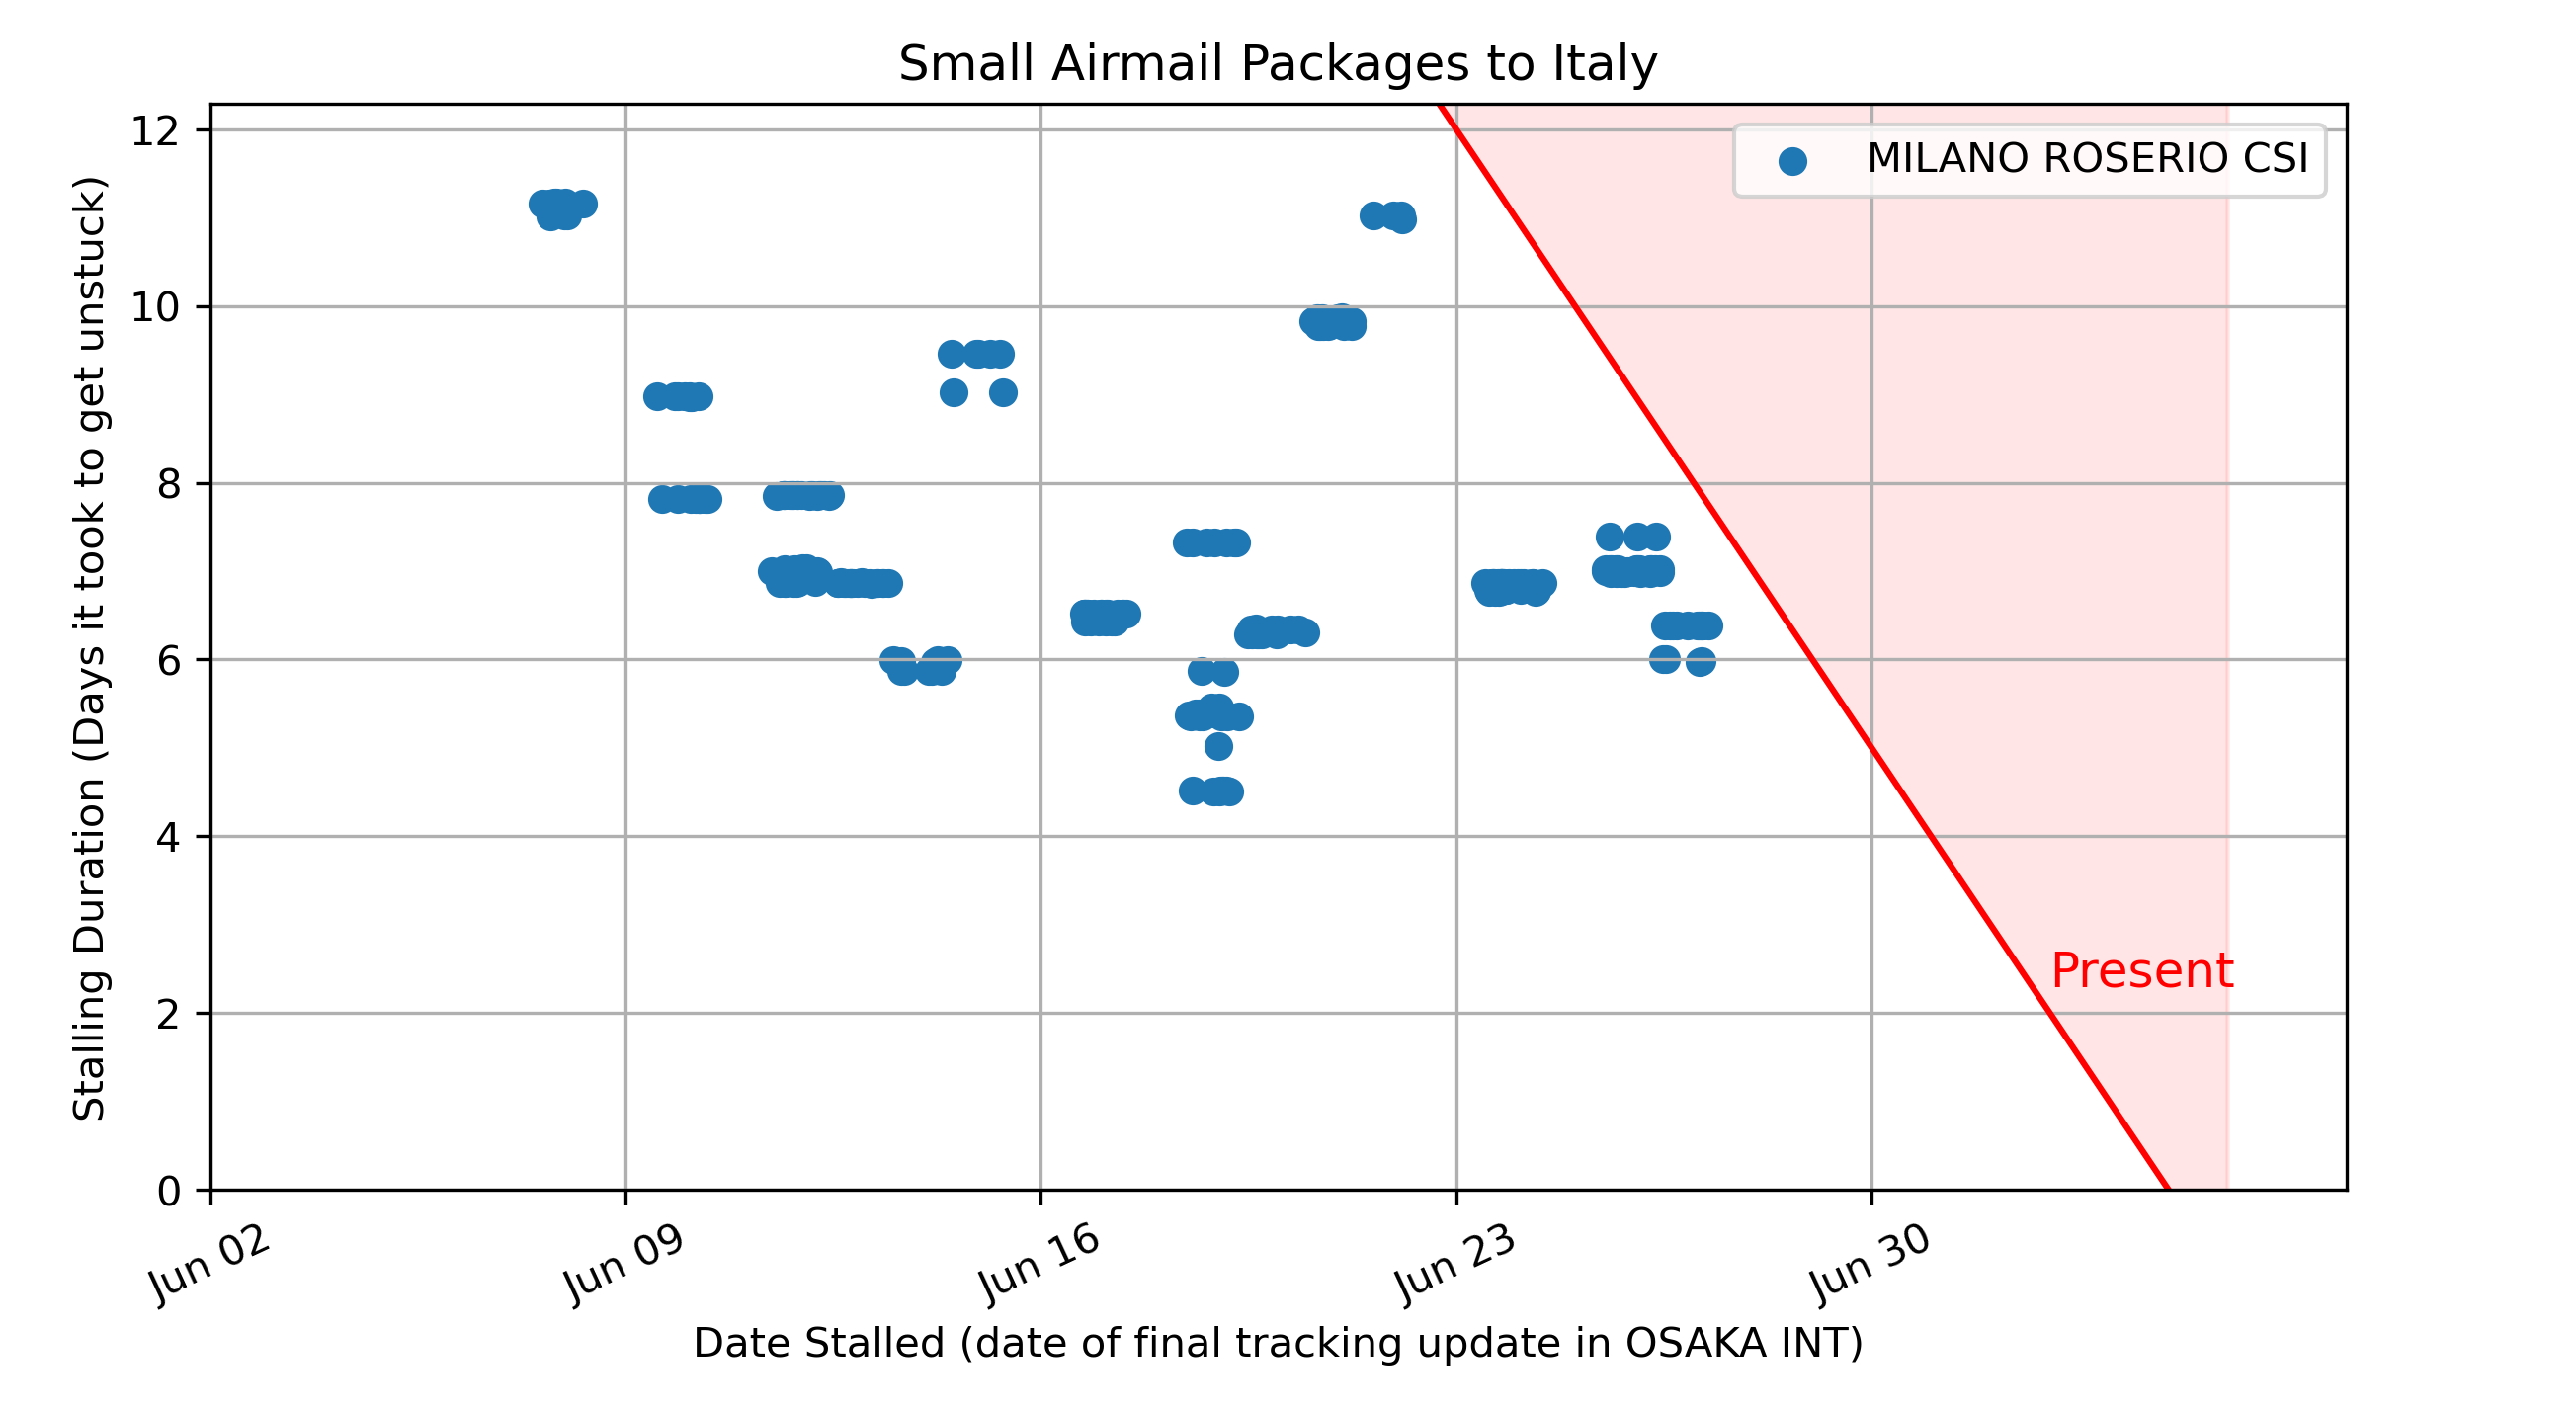 Small Airmail Packages to Italy
MILANO ROSERIO CSI
Stalling Duration (Days it took to get unstuck)
12
10
8
6
4
2
0
Present
Jun 02
Jun 09
Jun 16
Jun 23
Jun 30
Date Stalled (date of final tracking update in OSAKA INT)